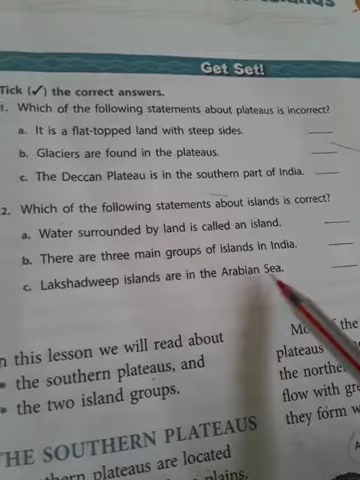 Get Set!
Tick (✓) the correct answers.
1. Which of the following statements about plateaus is incorrect?
a. It is a flat-topped land with steep sides.
b. Glaciers are found in the plateaus.
c. The Deccan Plateau is in the southern part of India.
2. Which of the following statements about islands is correct?
a. Water surrounded by land is called an island.
b. There are three main groups of islands in India.
c. Lakshadweep islands are in the Arabian Sea.
n this lesson we will read about
• the southern plateaus, and
• the two island groups.
THE SOUTHERN PLATEAUS
plateaus are located
plains.
the
plateaus
the northe
flow with gr
they form w